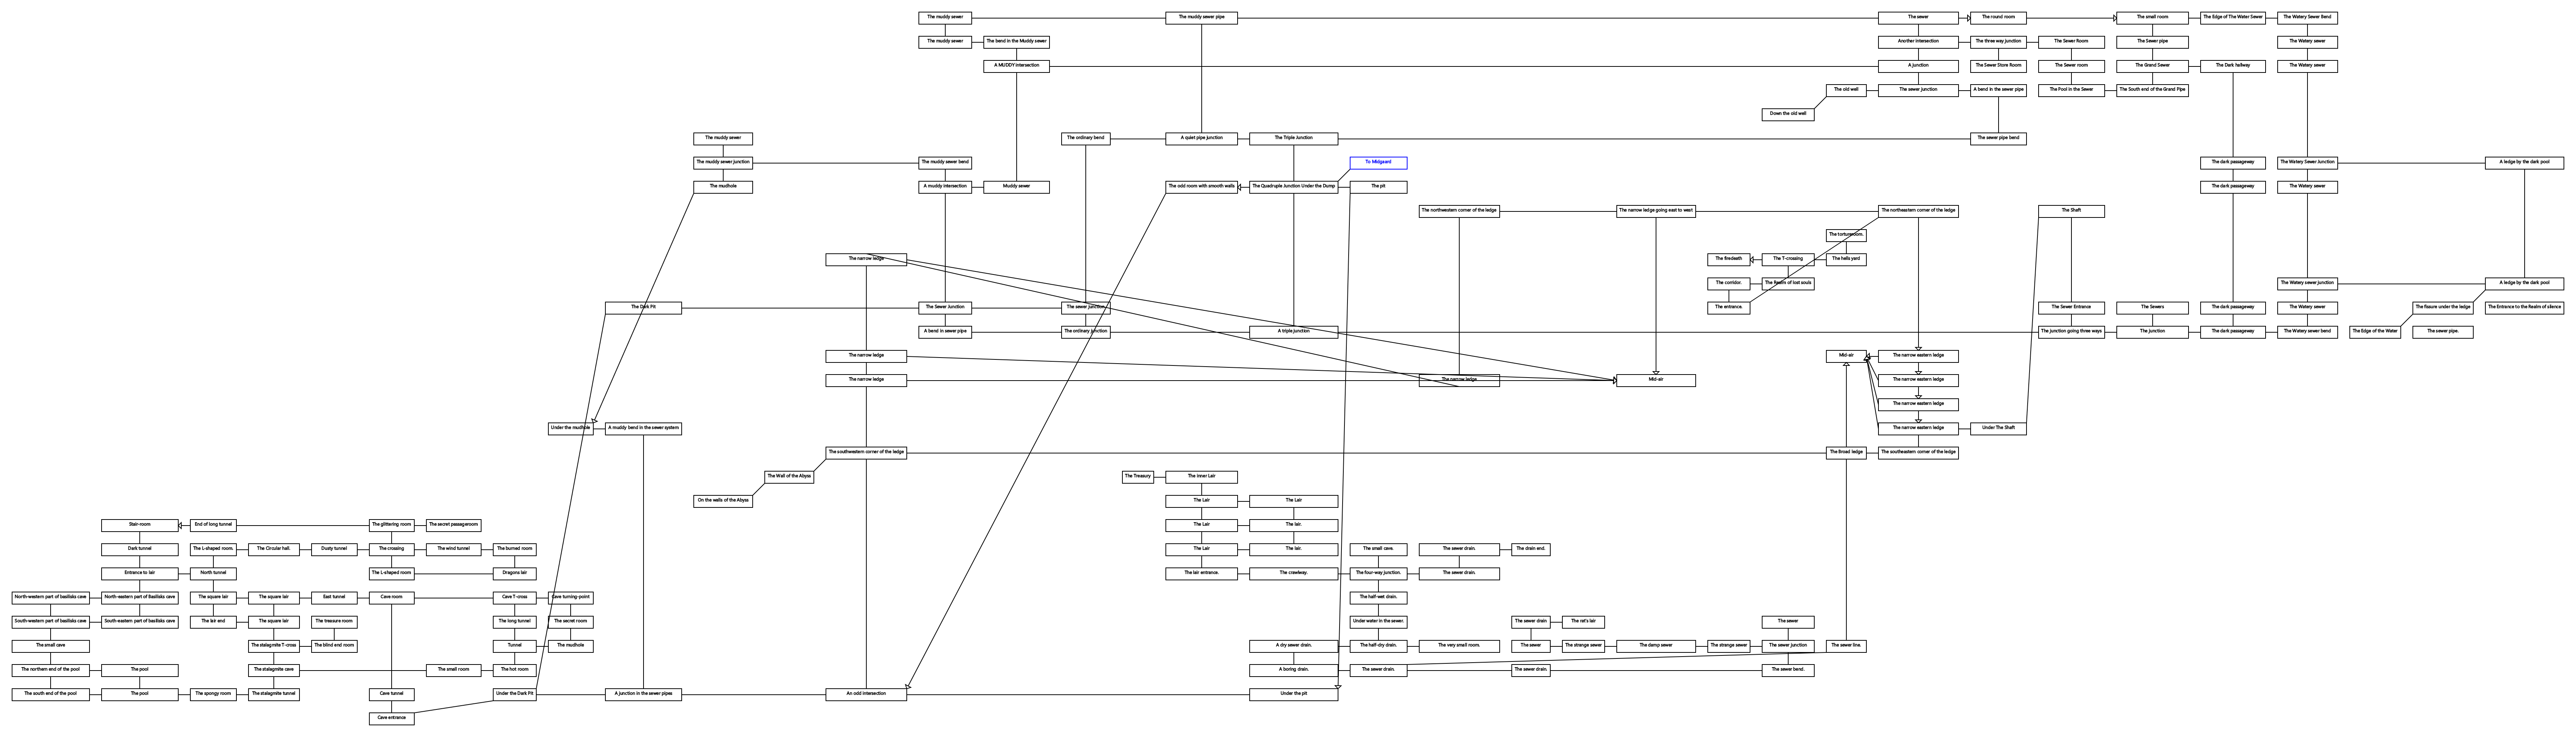 The muddy sewer
The muddy sewer pipe
The sewer
The round room
The small room
The Edge of The Water Sewer
The Watery Sewer Bend
The muddy sewer
The bend in the Muddy sewer
Another intersection
The three way junction
The Sewer Room
The Sewer pipe
The Watery sewer
A MUDDY intersection
A junction
The Sewer Store Room
The Sewer room
The Grand Sewer
The Dark hallway
The Watery sewer
The old well
The sewer junction
A bend in the sewer pipe
The Pool in the Sewer
The South end of the Grand Pipe
Down the old well
The muddy sewer
The ordinary bend
A quiet pipe junction
The Triple Junction
The sewer pipe bend
The muddy sewer junction
The muddy sewer bend
To Midgaard
The dark passageway
The Watery Sewer Junction
A ledge by the dark pool
The mudhole
A muddy intersection
Muddy sewer
The odd room with smooth walls
The Quadruple Junction Under the Dump
The pit
The dark passageway
The Watery sewer
The northwestern corner of the ledge
The narrow ledge going east to west
The northeastern corner of the ledge
The Shaft
The tortureroom.
The narrow ledge
The firedeath
The T-crossing
The hells yard
The corridor.
The Realm of lost souls
The Watery sewer junction
A ledge by the dark pool
The Dark Pit
The Sewer Junction
The sewer junction
The entrance.
The Sewer Entrance
The Sewers
The dark passageway
The Watery sewer
The fissure under the ledge
The Entrance to the Realm of silence
A bend in sewer pipe
The ordinary junction
A triple junction
The junction going three ways
The junction
The dark passageway
The Watery sewer bend
The Edge of the Water
The sewer pipe.
The narrow ledge
Mid-air
The narrow eastern ledge
The narrow ledge
The narrow ledge
Mid-air
The narrow eastern ledge
The narrow eastern ledge
Under the mudhole
A muddy bend in the sewer system
The narrow eastern ledge
Under The Shaft
The southwestern corner of the ledge
The Broad ledge
The southeastern corner of the ledge
The Wall of the Abyss
The Treasury
The inner Lair
On the walls of the Abyss
The Lair
The Lair
Stair-room
End of long tunnel
The glittering room
The secret passageroom
The Lair
The lair.
Dark tunnel
The L-shaped room.
The Circular hall.
Dusty tunnel
The crossing
The wind tunnel
The burned room
The Lair
The lair.
The small cave.
The sewer drain.
The drain end.
Entrance to lair
North tunnel
The L-shaped room
Dragons lair
The lair entrance.
The crawlway.
The four-way junction.
The sewer drain.
North-western part of basilisks cave
North-eastern part of Basilisks cave
The square lair
The square lair
East tunnel
Cave room
Cave T-cross
Cave turning-point
The half-wet drain.
South-western part of basilisks cave
South-eastern part of basilisks cave
The lair end
The square lair
The treasure room
The long tunnel
The secret room
Under water in the sewer.
The sewer drain
The rat's lair
The sewer
The small cave
The stalagmite T-cross
The blind end room
Tunnel
The mudhole
A dry sewer drain.
The half-dry drain.
The very small room.
The sewer
The strange sewer
The damp sewer
The strange sewer
The sewer junction
The sewer line.
The northern end of the pool
The pool
The stalagmite cave
The small room
The hot room
A boring drain.
The sewer drain.
The sewer drain.
The sewer bend.
The south end of the pool
The pool
The spongy room
The stalagmite tunnel
Cave tunnel
Under the Dark Pit
A junction in the sewer pipes
An odd intersection
Under the pit
Cave entrance